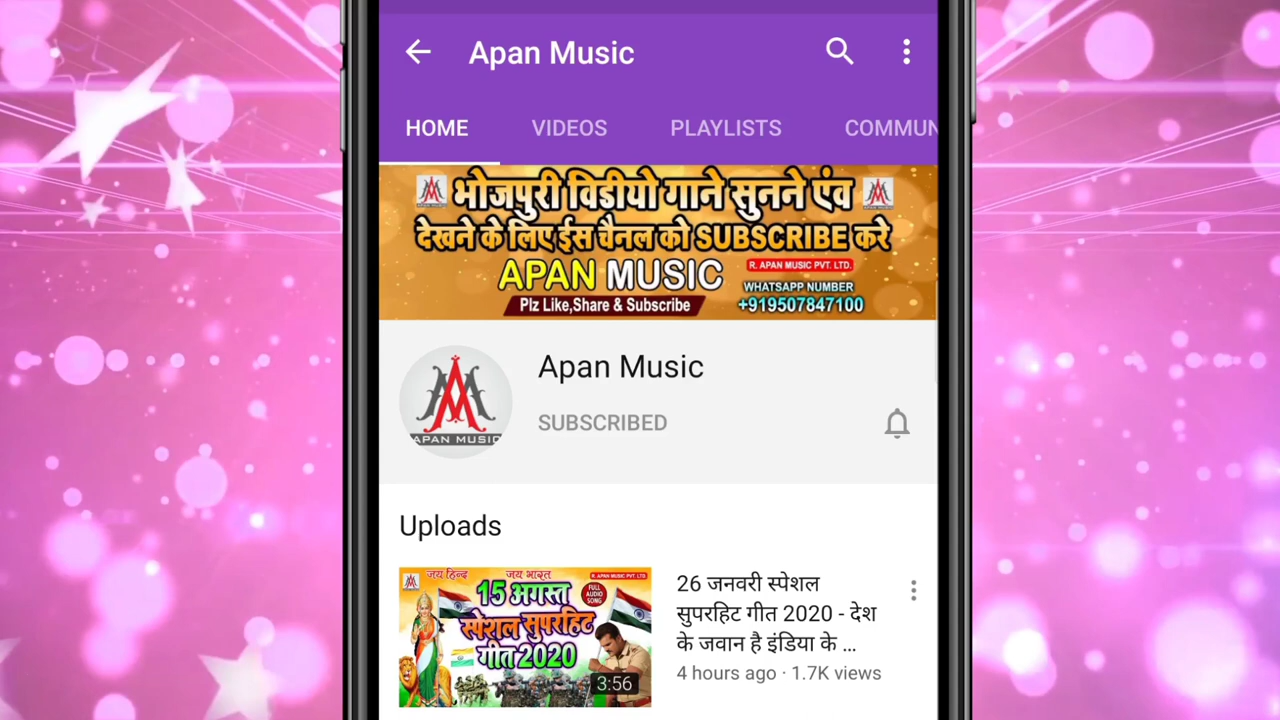 Apan Music
HOME VIDEOS PLAYLISTS COMMUN
भोजपुरी विडीयो गाने सुनने एंव
देखने के लिए ईस चैनल को SUBSCRIBE करे
APAN MUSIC
R. APAN MUSIC PVT. LTD.
WHATSAPP NUMBER
Plz Like,Share & Subscribe
+919507847100
Apan Music
SUBSCRIBED
APAN MUSIC
Uploads
जय हिन्द जय भारत
R. APAN MUSIC PVT. LTD
15 अगस्त
FULL
AUDIO
SONG
स्पेशल सुपरहिट
गीत 2020
3:56
26 जनवरी स्पेशल
सुपरहिट गीत 2020 - देश
के जवान है इंडिया के ...
4 hours ago · 1.7K views